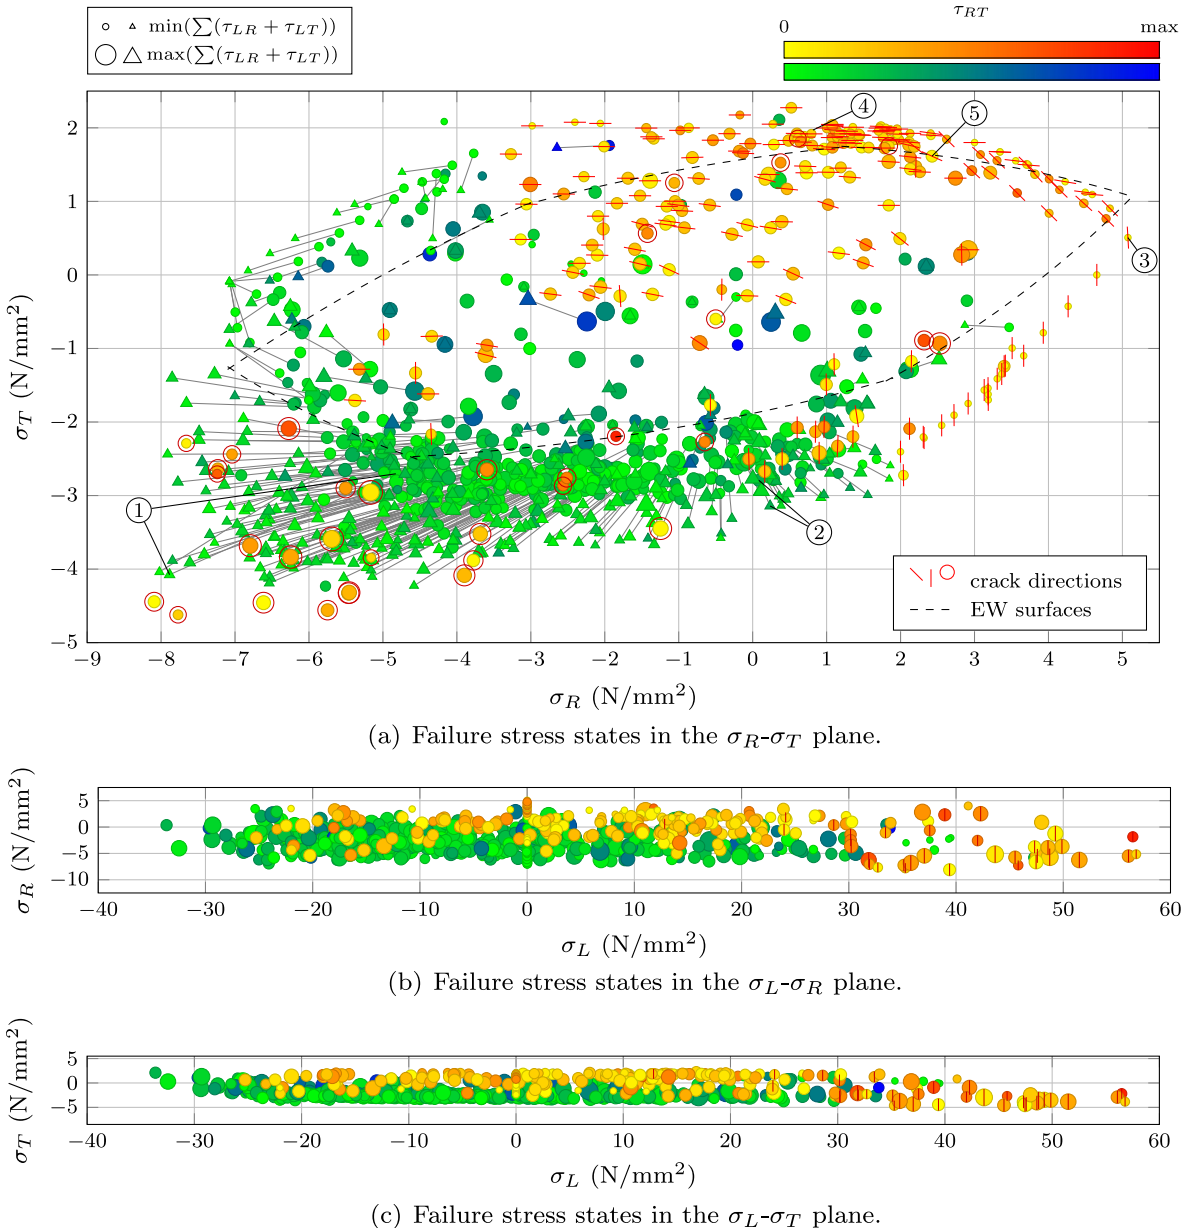 min(∑(τ_LR + τ_LT))
max(∑(τ_LR + τ_LT))
τ_RT
0 max
2
1
0
−1
−2
−3
−4
−5
σ_T (N/mm²)
4
5
3
1
2
crack directions
EW surfaces
−9 −8 −7 −6 −5 −4 −3 −2 −1 0 1 2 3 4 5
σ_R (N/mm²)
(a) Failure stress states in the σ_R-σ_T plane.
5
0
−5
−10
σ_R (N/mm²)
−40 −30 −20 −10 0 10 20 30 40 50 60
σ_L (N/mm²)
(b) Failure stress states in the σ_L-σ_R plane.
5
0
−5
σ_T (N/mm²)
−40 −30 −20 −10 0 10 20 30 40 50 60
σ_L (N/mm²)
(c) Failure stress states in the σ_L-σ_T plane.